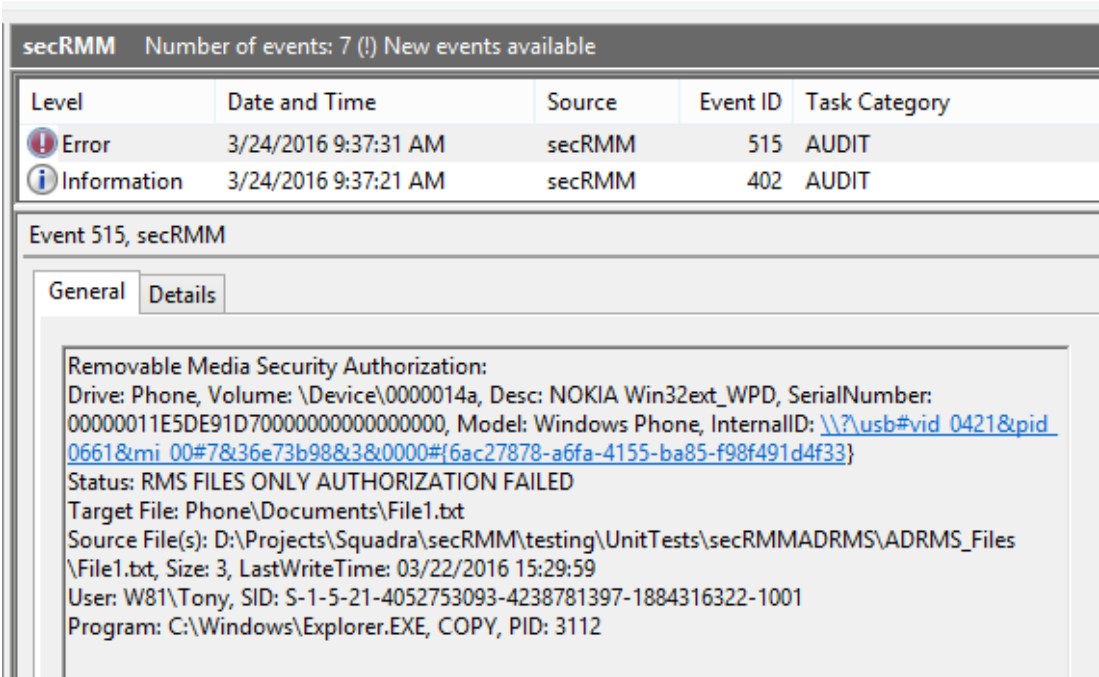 secRMM Number of events: 7 (!) New events available
Level Date and Time Source Event ID Task Category
Error 3/24/2016 9:37:31 AM secRMM 515 AUDIT
Information 3/24/2016 9:37:21 AM secRMM 402 AUDIT
Event 515, secRMM
General Details
Removable Media Security Authorization:
Drive: Phone, Volume: \Device\0000014a, Desc: NOKIA Win32ext_WPD, SerialNumber:
00000011E5DE91D70000000000000000, Model: Windows Phone, InternalID: \\?\usb#vid_0421&pid_
0661&mi_00#7&36e73b98&3&0000#{6ac27878-a6fa-4155-ba85-f98f491d4f33}
Status: RMS FILES ONLY AUTHORIZATION FAILED
Target File: Phone\Documents\File1.txt
Source File(s): D:\Projects\Squadra\secRMM\testing\UnitTests\secRMMADRMS\ADRMS_Files
\File1.txt, Size: 3, LastWriteTime: 03/22/2016 15:29:59
User: W81\Tony, SID: S-1-5-21-4052753093-4238781397-1884316322-1001
Program: C:\Windows\Explorer.EXE, COPY, PID: 3112